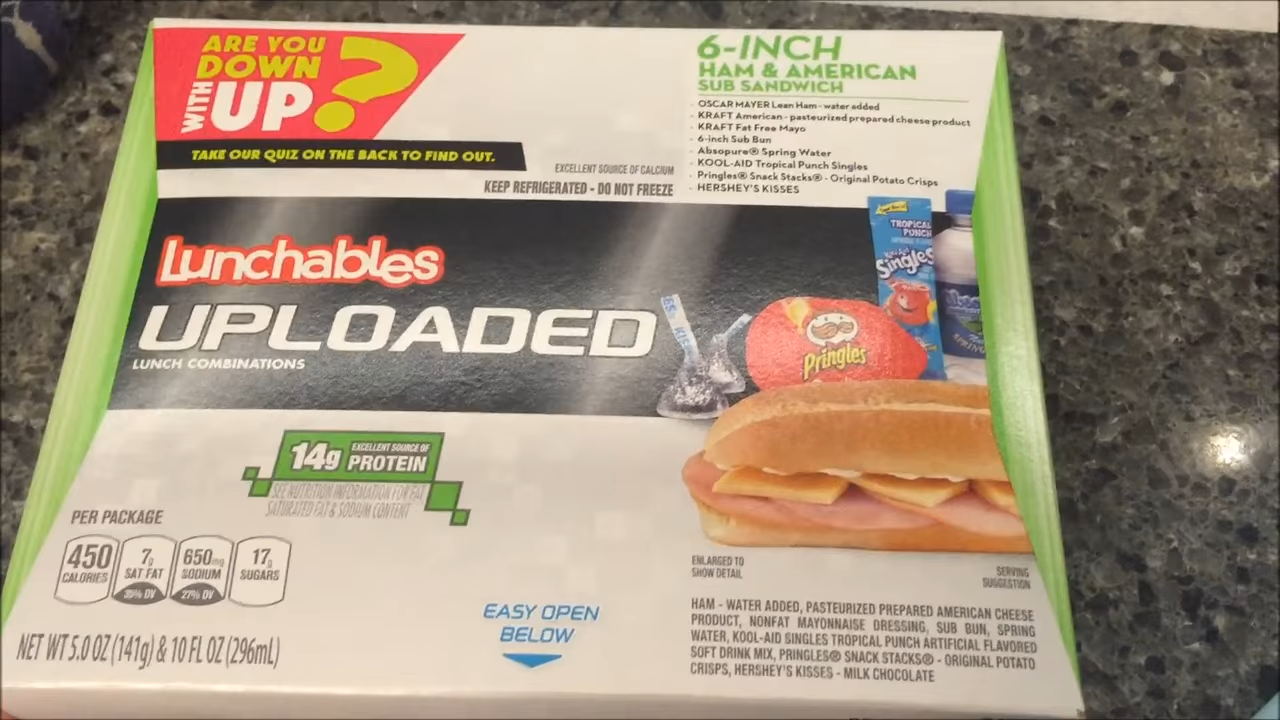 ARE YOU
DOWN
WITH UP?
TAKE OUR QUIZ ON THE BACK TO FIND OUT.
EXCELLENT SOURCE OF CALCIUM
KEEP REFRIGERATED - DO NOT FREEZE
6-INCH
HAM & AMERICAN
SUB SANDWICH
- OSCAR MAYER Lean Ham - water added
- KRAFT American - pasteurized prepared cheese product
- KRAFT Fat Free Mayo
- 6-inch Sub Bun
- Absopure® Spring Water
- KOOL-AID Tropical Punch Singles
- Pringles® Snack Stacks® - Original Potato Crisps
- HERSHEY'S KISSES
Lunchables
UPLOADED
LUNCH COMBINATIONS
TROPICAL
PUNCH
Singles
Pringles
14g EXCELLENT SOURCE OF
PROTEIN
SEE NUTRITION INFORMATION FOR FAT,
SATURATED FAT & SODIUM CONTENT
PER PACKAGE
450
CALORIES
7g
SAT FAT
35% DV
650mg
SODIUM
27% DV
17g
SUGARS
NET WT 5.0 OZ (141g) & 10 FL OZ (296mL)
EASY OPEN
BELOW
ENLARGED TO
SHOW DETAIL
SERVING
SUGGESTION
HAM - WATER ADDED, PASTEURIZED PREPARED AMERICAN CHEESE
PRODUCT, NONFAT MAYONNAISE DRESSING, SUB BUN, SPRING
WATER, KOOL-AID SINGLES TROPICAL PUNCH ARTIFICIAL FLAVORED
SOFT DRINK MIX, PRINGLES® SNACK STACKS® - ORIGINAL POTATO
CRISPS, HERSHEY'S KISSES - MILK CHOCOLATE